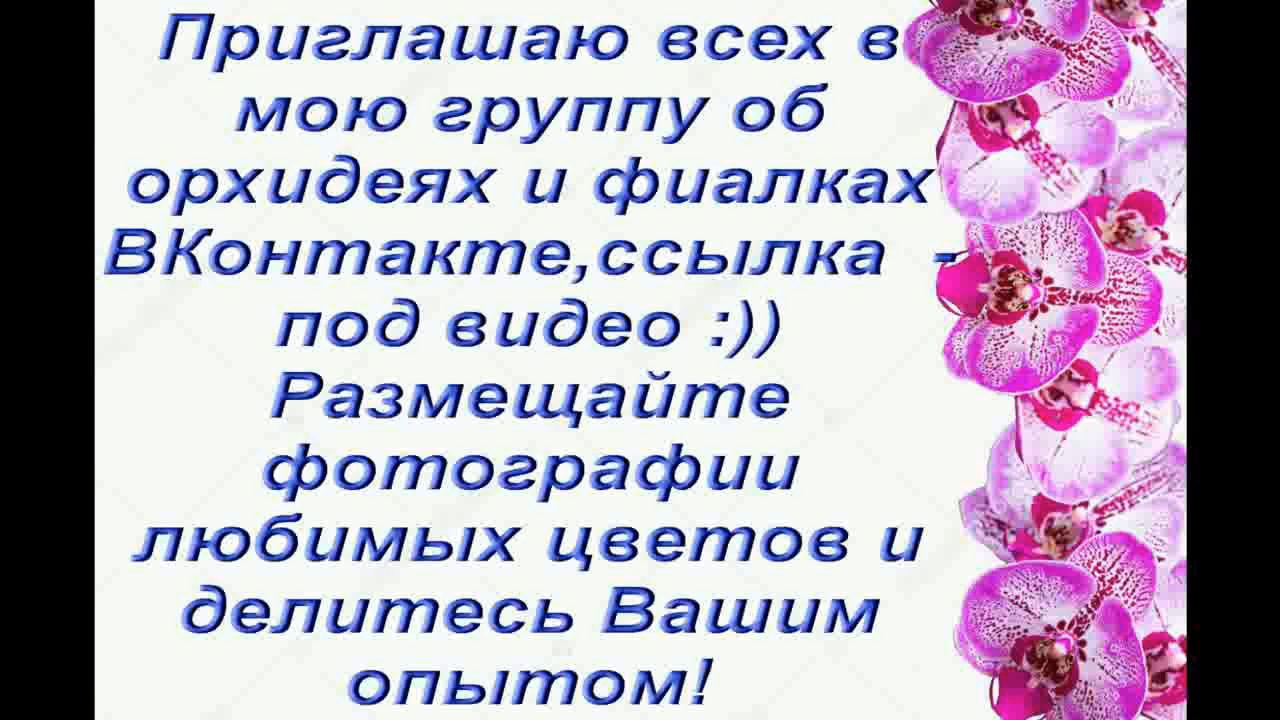 Приглашаю всех в
мою группу об
орхидеях и фиалках
ВКонтакте,ссылка -
под видео :))
Размещайте
фотографии
любимых цветов и
делитесь Вашим
опытом!